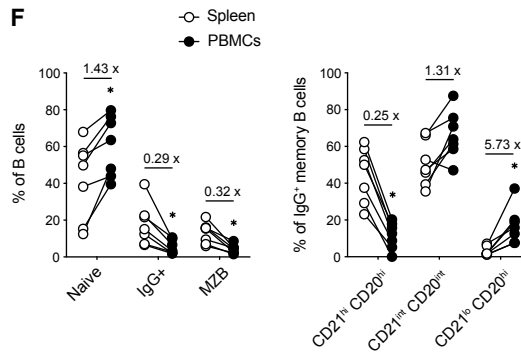 F
Spleen
PBMCs
% of B cells
100
80
60
40
20
0
1.43 x
*
0.29 x
*
0.32 x
*
Naive
IgG+
MZB
% of IgG⁺ memory B cells
100
80
60
40
20
0
0.25 x
*
1.31 x
5.73 x
*
CD21ʰⁱ CD20ʰⁱ
CD21ⁱⁿᵗ CD20ⁱⁿᵗ
CD21ˡᵒ CD20ʰⁱ